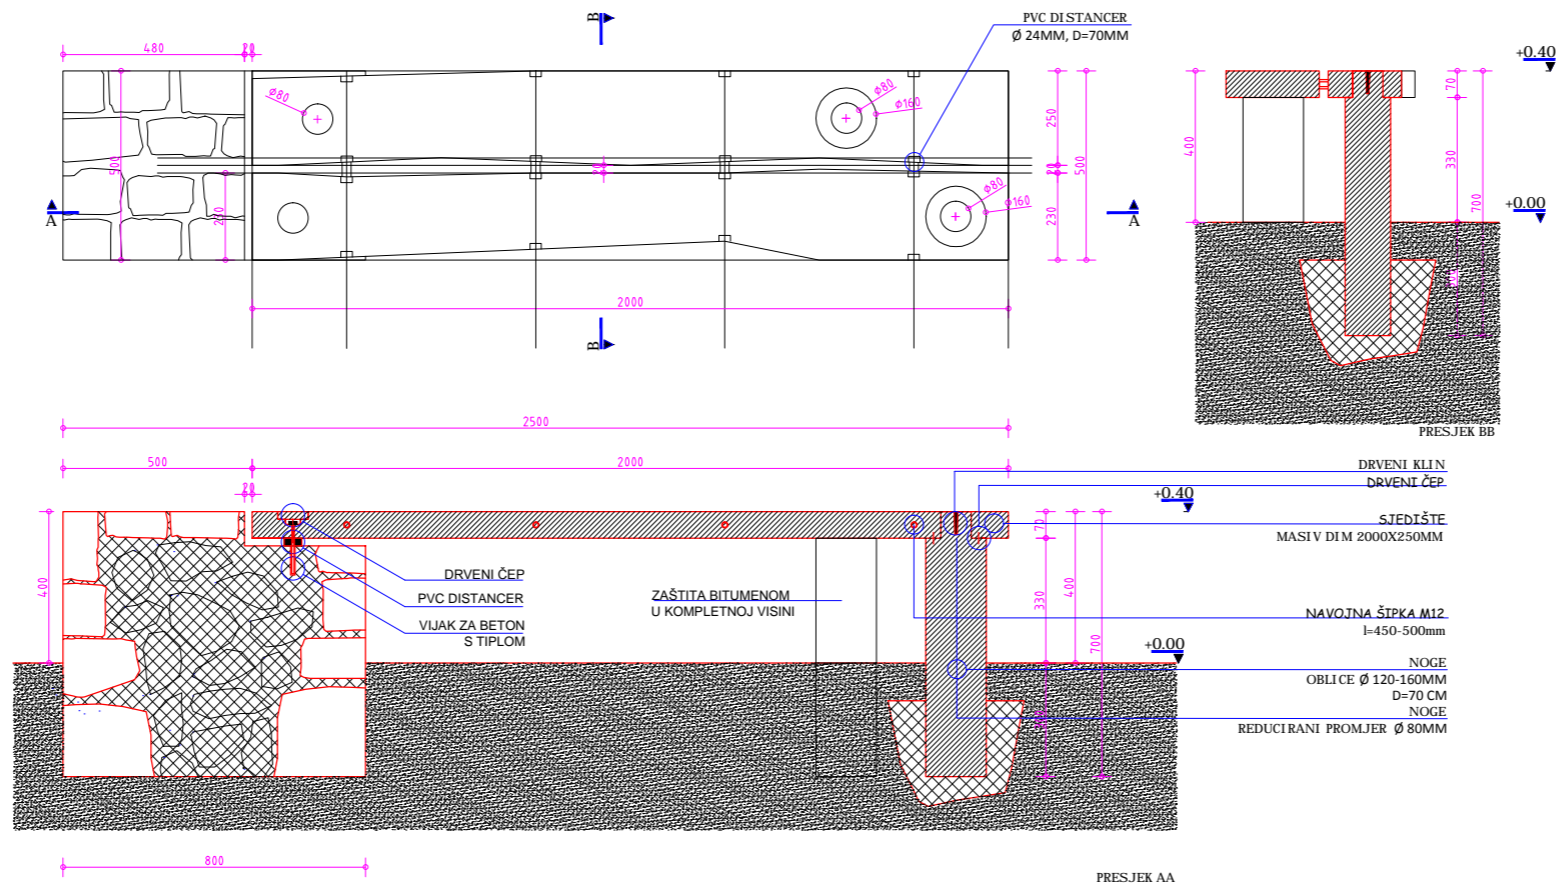 B
PVC DISTANCER
Ø 24MM, D=70MM
+0.40
480
20
Ø80
Ø80
Ø160
250
500
20
500
20
230
230
Ø80
Ø160
A
A
2000
B
70
400
330
700
+0.00
300
PRESJEK BB
2500
500
2000
20
DRVENI KLIN
DRVENI ČEP
+0.40
SJEDIŠTE
MASIV DIM 2000X250MM
70
400
330
400
700
DRVENI ČEP
PVC DISTANCER
VIJAK ZA BETON
S TIPLOM
ZAŠTITA BITUMENOM
U KOMPLETNOJ VISINI
NAVOJNA ŠIPKA M12
l=450-500mm
+0.00
NOGE
OBLICE Ø 120-160MM
D=70 CM
NOGE
REDUCIRANI PROMJER Ø 80MM
800
PRESJEK AA